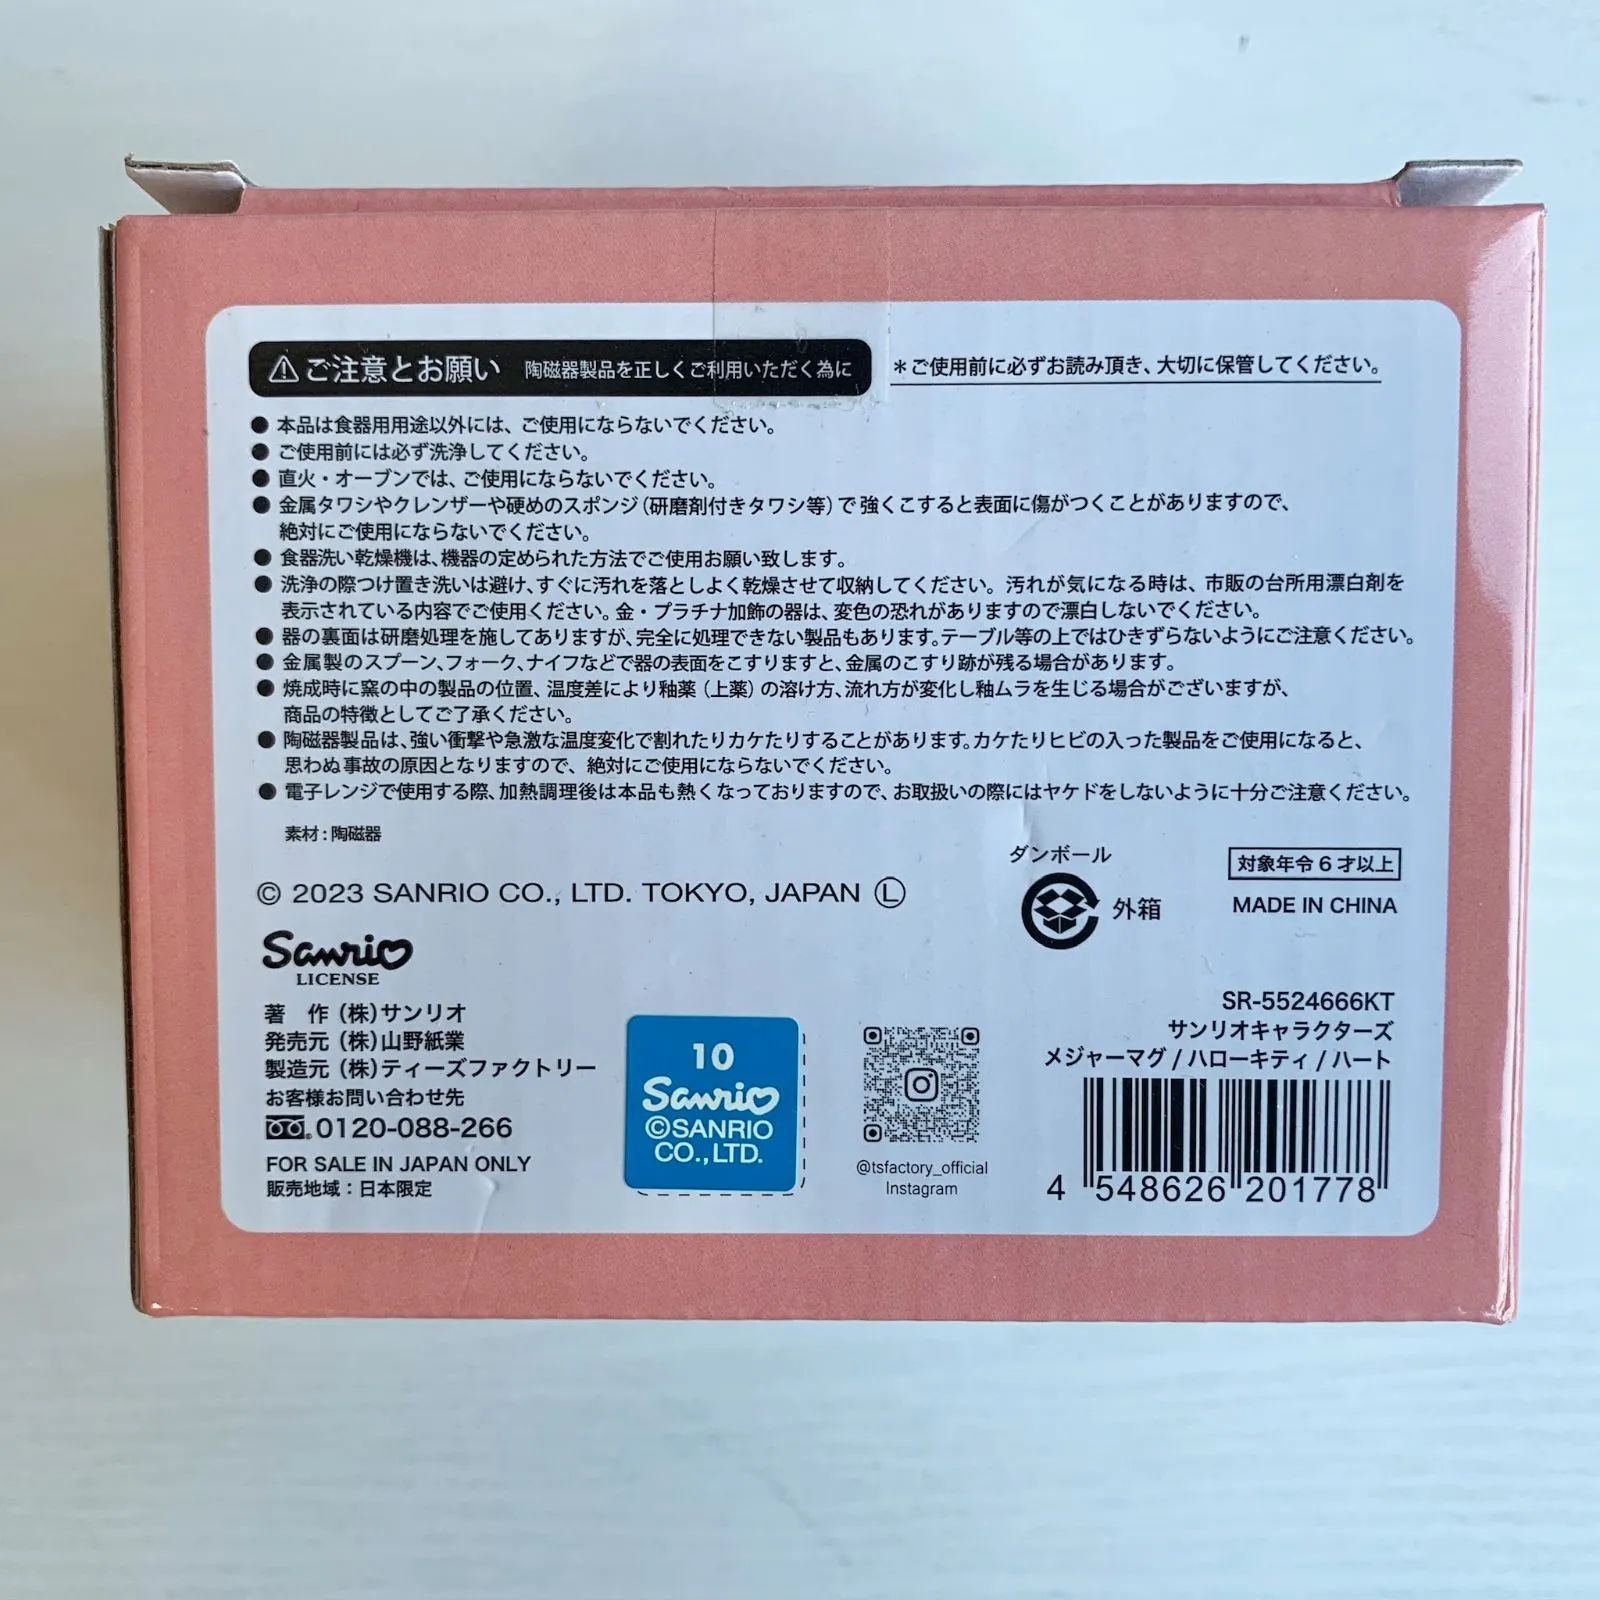 ⚠ご注意とお願い 陶磁器製品を正しくご利用いただく為に
＊ご使用前に必ずお読み頂き、大切に保管してください。
●本品は食器用用途以外には、ご使用にならないでください。
●ご使用前には必ず洗浄してください。
●直火・オーブンでは、ご使用にならないでください。
●金属タワシやクレンザーや硬めのスポンジ（研磨剤付きタワシ等）で強くこすると表面に傷がつくことがありますので、
絶対にご使用にならないでください。
●食器洗い乾燥機は、機器の定められた方法でご使用お願い致します。
●洗浄の際つけ置き洗いは避け、すぐに汚れを落としよく乾燥させて収納してください。汚れが気になる時は、市販の台所用漂白剤を
表示されている内容でご使用ください。金・プラチナ加飾の器は、変色の恐れがありますので漂白しないでください。
●器の裏面は研磨処理を施してありますが、完全に処理できない製品もあります。テーブル等の上ではひきずらないようにご注意ください。
●金属製のスプーン、フォーク、ナイフなどで器の表面をこすりますと、金属のこすり跡が残る場合があります。
●焼成時に窯の中の製品の位置、温度差により釉薬（上薬）の溶け方、流れ方が変化し釉ムラを生じる場合がございますが、
商品の特徴としてご了承ください。
●陶磁器製品は、強い衝撃や急激な温度変化で割れたりカケたりすることがあります。カケたりヒビの入った製品をご使用になると、
思わぬ事故の原因となりますので、絶対にご使用にならないでください。
●電子レンジで使用する際、加熱調理後は本品も熱くなっておりますので、お取扱いの際にはヤケドをしないように十分ご注意ください。
素材：陶磁器
© 2023 SANRIO CO., LTD. TOKYO, JAPAN Ⓛ
Sanrio
LICENSE
著　作（株）サンリオ
発売元（株）山野紙業
製造元（株）ティーズファクトリー
お客様お問い合わせ先
0120-088-266
FOR SALE IN JAPAN ONLY
販売地域：日本限定
10
Sanrio
©SANRIO
CO.,LTD.
@tsfactory_official
Instagram
ダンボール
外箱
対象年令6才以上
MADE IN CHINA
SR-5524666KT
サンリオキャラクターズ
メジャーマグ/ハローキティ/ハート
4 548626 201778